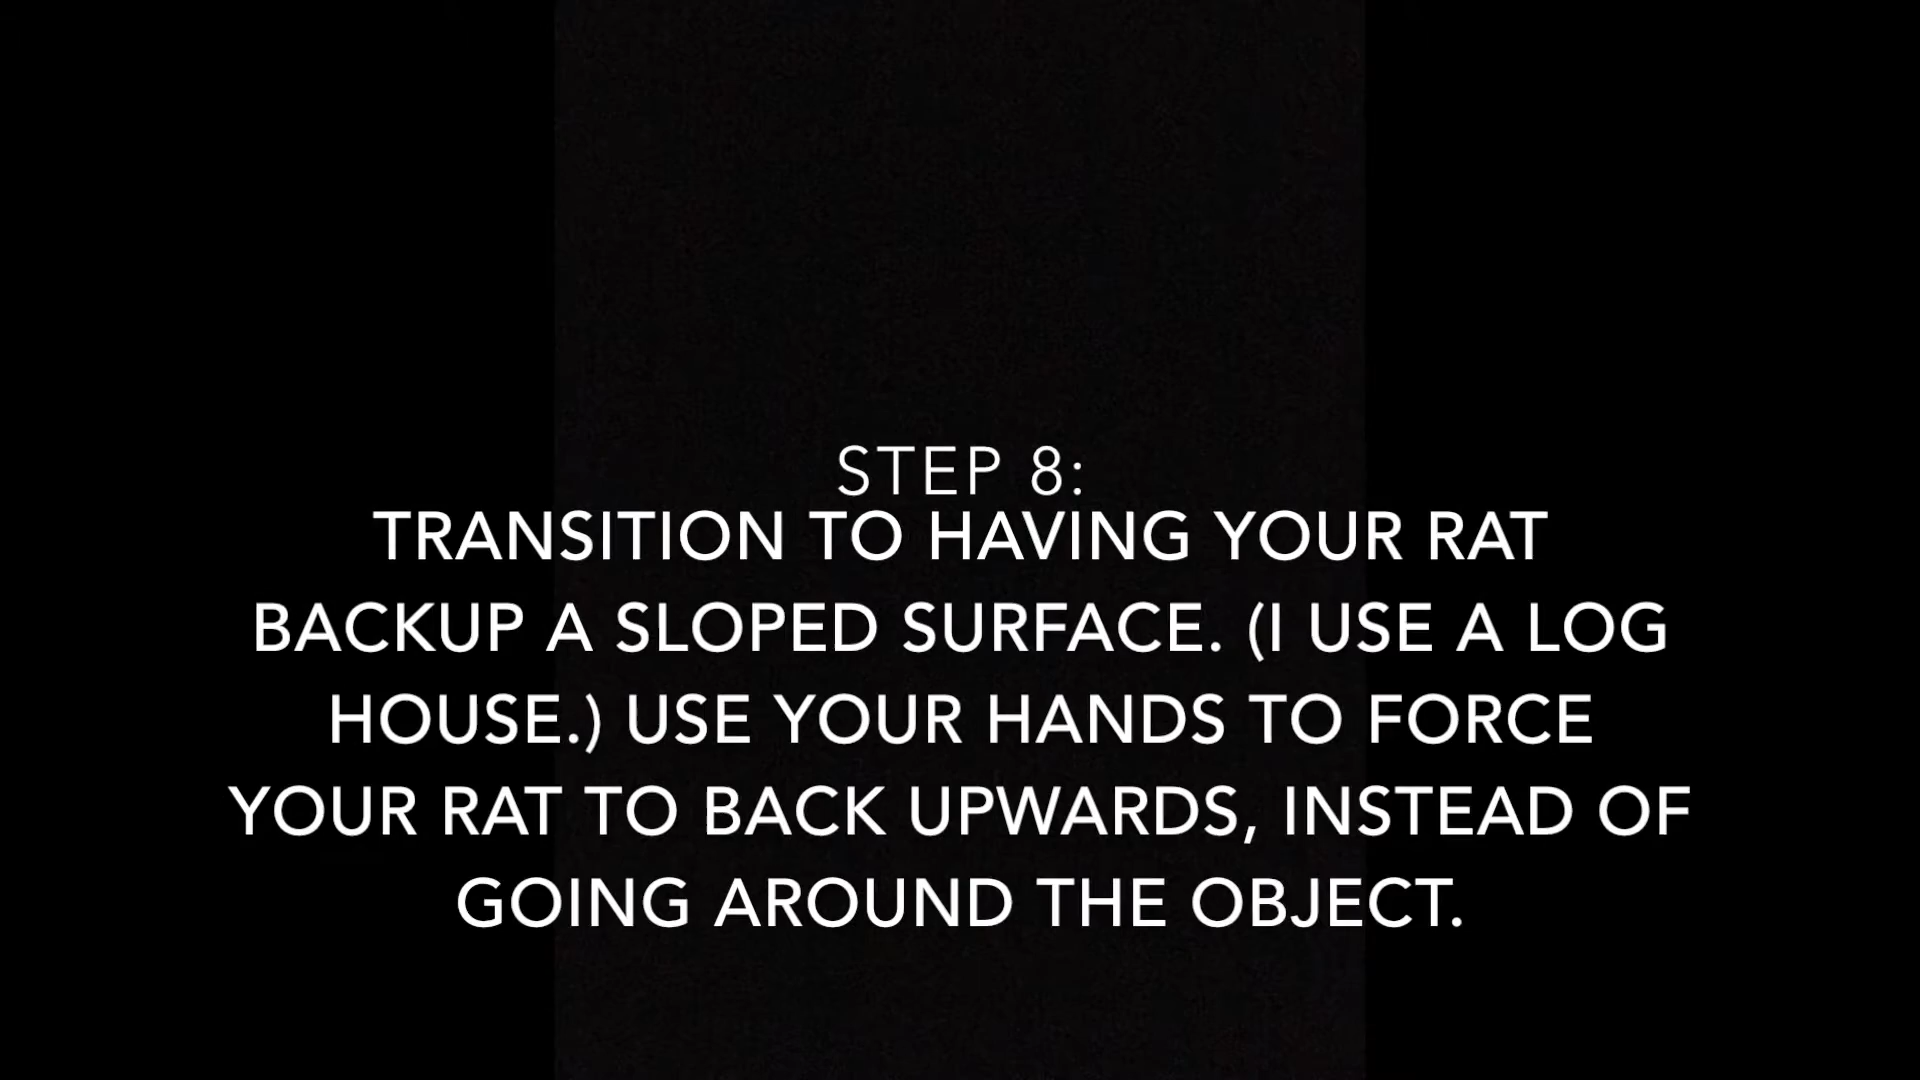 STEP 8:
TRANSITION TO HAVING YOUR RAT
BACKUP A SLOPED SURFACE. (I USE A LOG
HOUSE.) USE YOUR HANDS TO FORCE
YOUR RAT TO BACK UPWARDS, INSTEAD OF
GOING AROUND THE OBJECT.